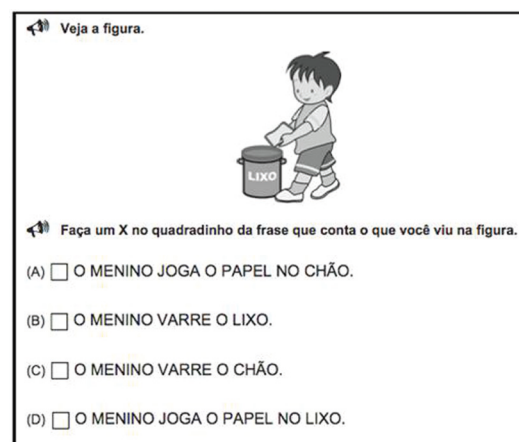 Veja a figura.
LIXO
Faça um X no quadradinho da frase que conta o que você viu na figura.
(A) O MENINO JOGA O PAPEL NO CHÃO.
(B) O MENINO VARRE O LIXO.
(C) O MENINO VARRE O CHÃO.
(D) O MENINO JOGA O PAPEL NO LIXO.